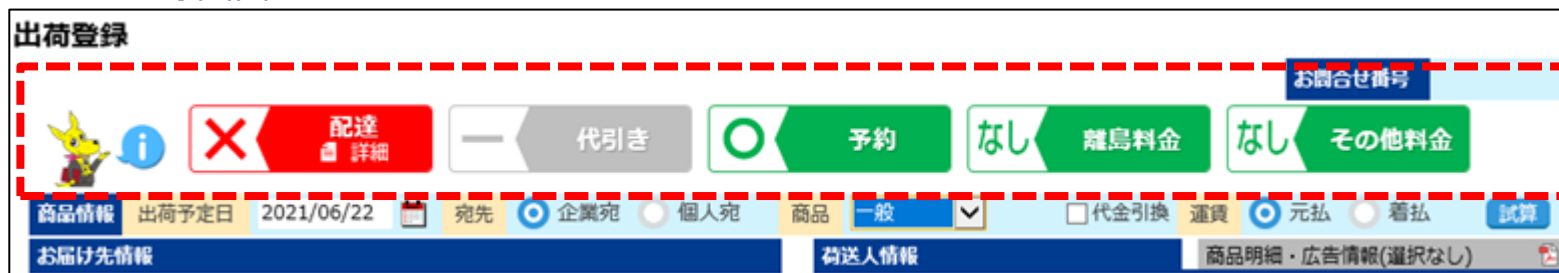 出荷登録
お問合せ番号
配達
詳細
代引き
予約
なし 離島料金
なし その他料金
商品情報 出荷予定日 2021/06/22 宛先 企業宛 個人宛 商品 一般 代金引換 運賃 元払 着払 試算
お届け先情報 荷送人情報 商品明細・広告情報(選択なし)